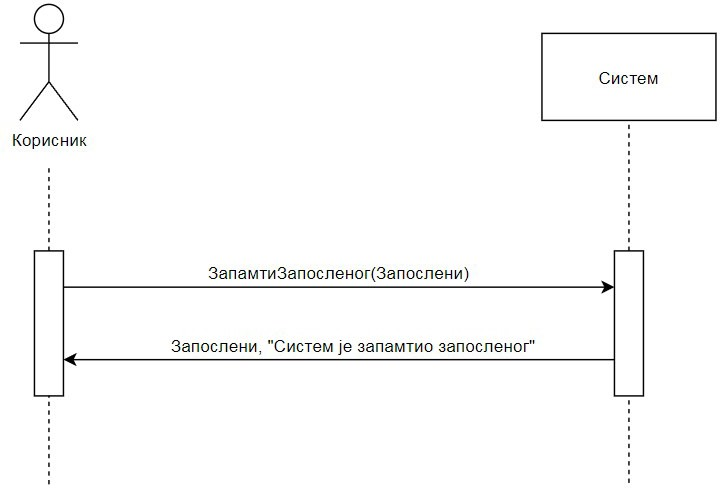 Корисник
Систем
ЗапамтиЗапосленог(Запослени)
Запослени, "Систем је запамтио запосленог"